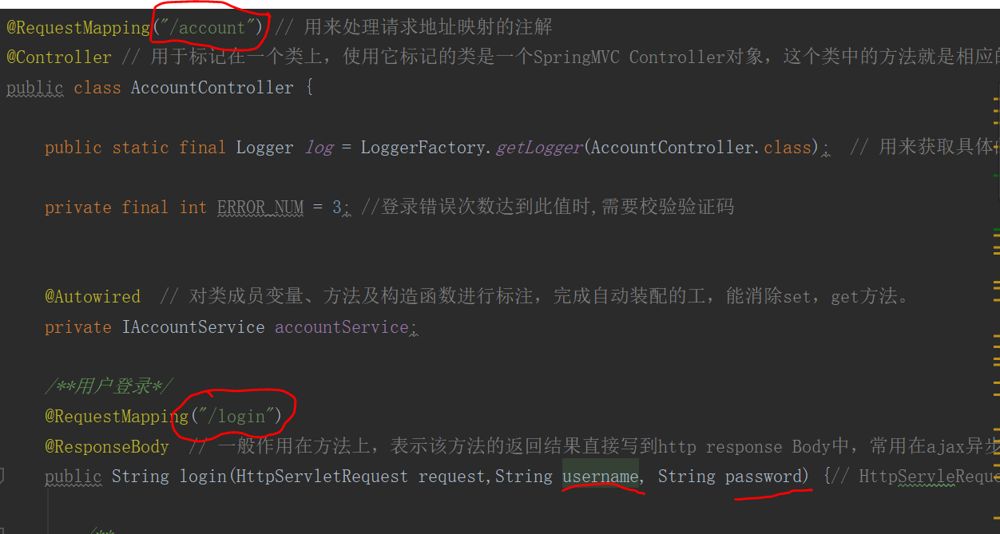 @RequestMapping("/account") // 用来处理请求地址映射的注解
@Controller // 用于标记在一个类上，使用它标记的类是一个SpringMVC Controller对象，这个类中的方法就是相应的
public class AccountController {
public static final Logger log = LoggerFactory.getLogger(AccountController.class); // 用来获取具体
private final int ERROR_NUM = 3; //登录错误次数达到此值时,需要校验验证码
@Autowired // 对类成员变量、方法及构造函数进行标注，完成自动装配的工，能消除set，get方法。
private IAccountService accountService;
/**用户登录*/
@RequestMapping("/login")
@ResponseBody // 一般作用在方法上，表示该方法的返回结果直接写到http response Body中，常用在ajax异步
public String login(HttpServletRequest request,String username, String password) {// HttpServleReque
/**